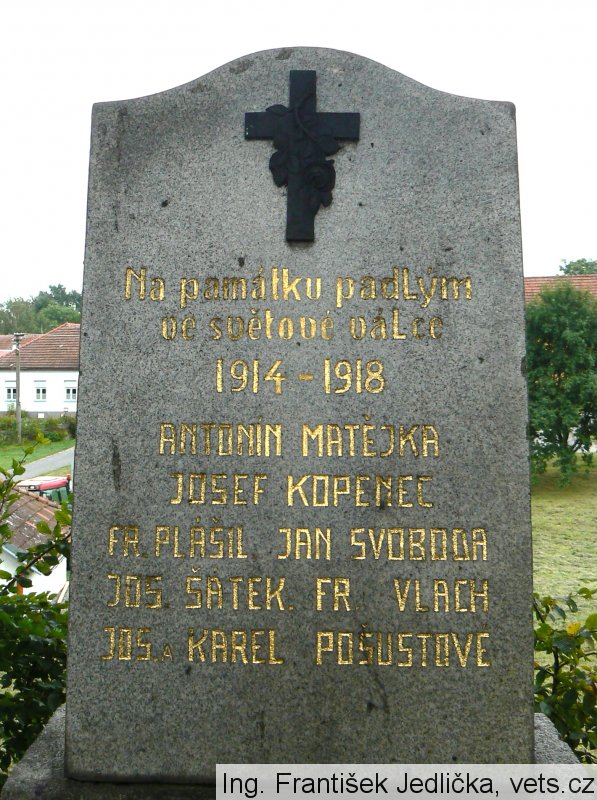 Na památku padlým
ve světové válce
1914 - 1918
ANTONÍN MATĚJKA
JOSEF KOPENEC
FR. PLÁŠIL. JAN SVOBODA
JOS. ŠATEK. FR. VLACH
JOS. A KAREL POŠUSTOVÉ
Ing. František Jedlička, vets.cz